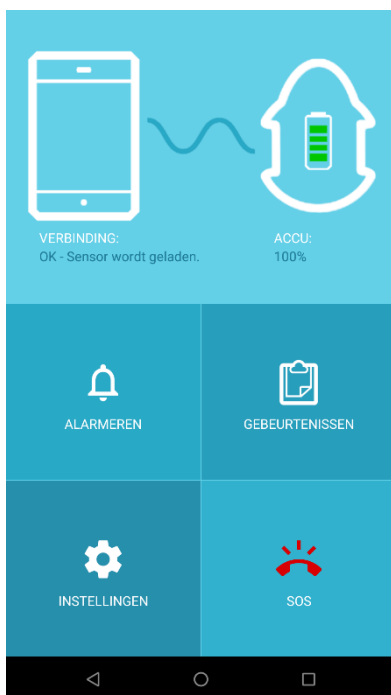 VERBINDING:
OK - Sensor wordt geladen.
ACCU:
100%
ALARMEREN
GEBEURTENISSEN
INSTELLINGEN
SOS